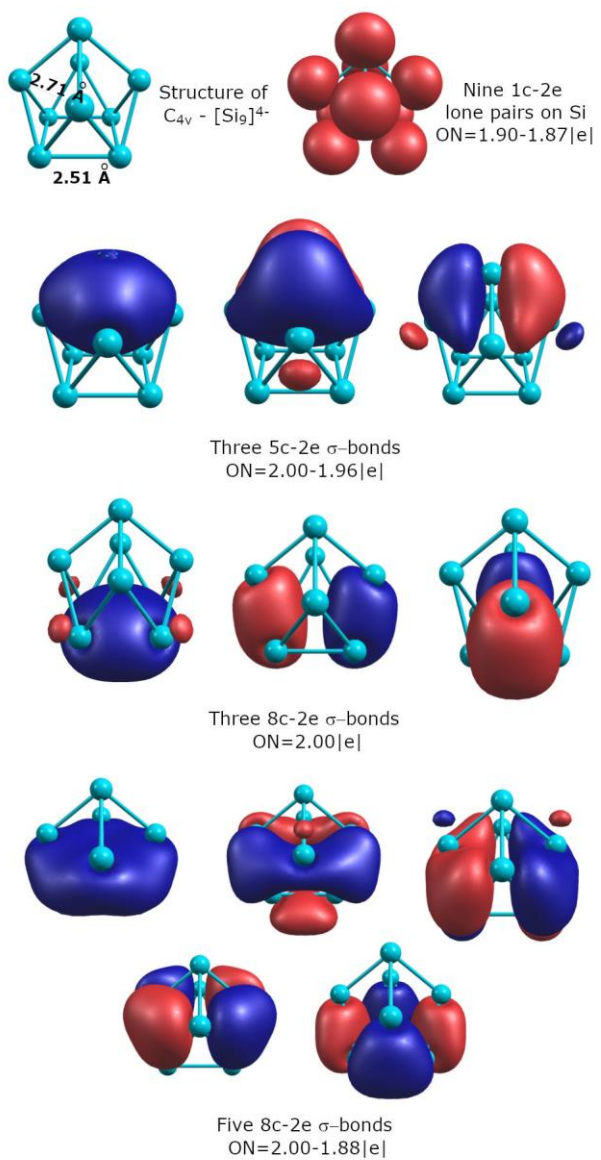 2.71 Å
2.51 Å
Structure of
C4v - [Si9]4-
Nine 1c-2e
lone pairs on Si
ON=1.90-1.87|e|
Three 5c-2e σ–bonds
ON=2.00-1.96|e|
Three 8c-2e σ–bonds
ON=2.00|e|
Five 8c-2e σ–bonds
ON=2.00-1.88|e|